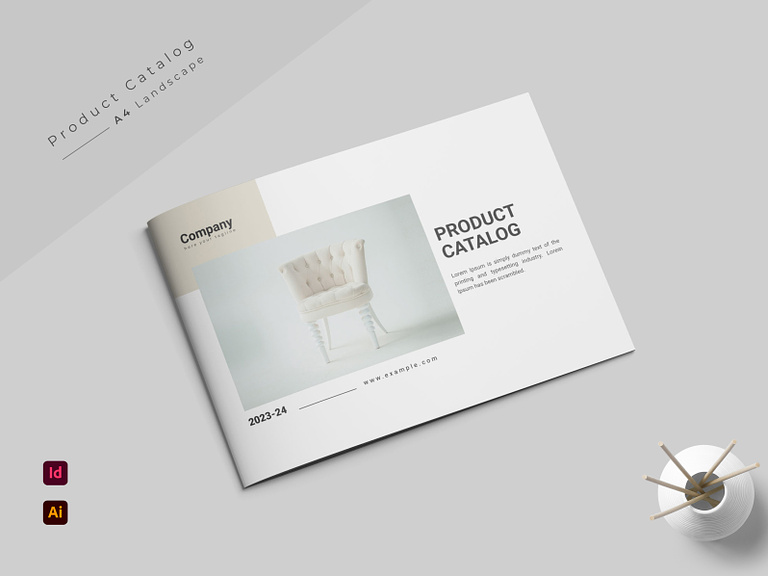 Product Catalog
A4 Landscape
Company
here your tagline
PRODUCT
CATALOG
Lorem Ipsum is simply dummy text of the
printing and typesetting industry. Lorem
Ipsum has been scrambled.
www.example.com
2023-24
Id
Ai